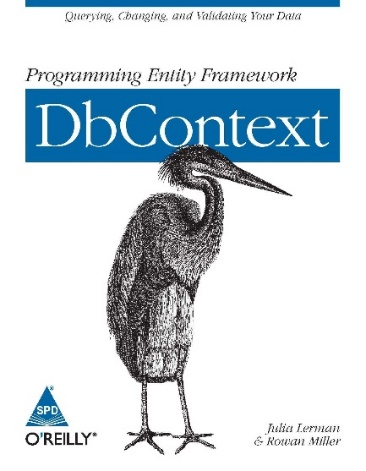 Querying, Changing, and Validating Your Data
Programming Entity Framework
DbContext
SPD
O'REILLY®
Julia Lerman
& Rowan Miller